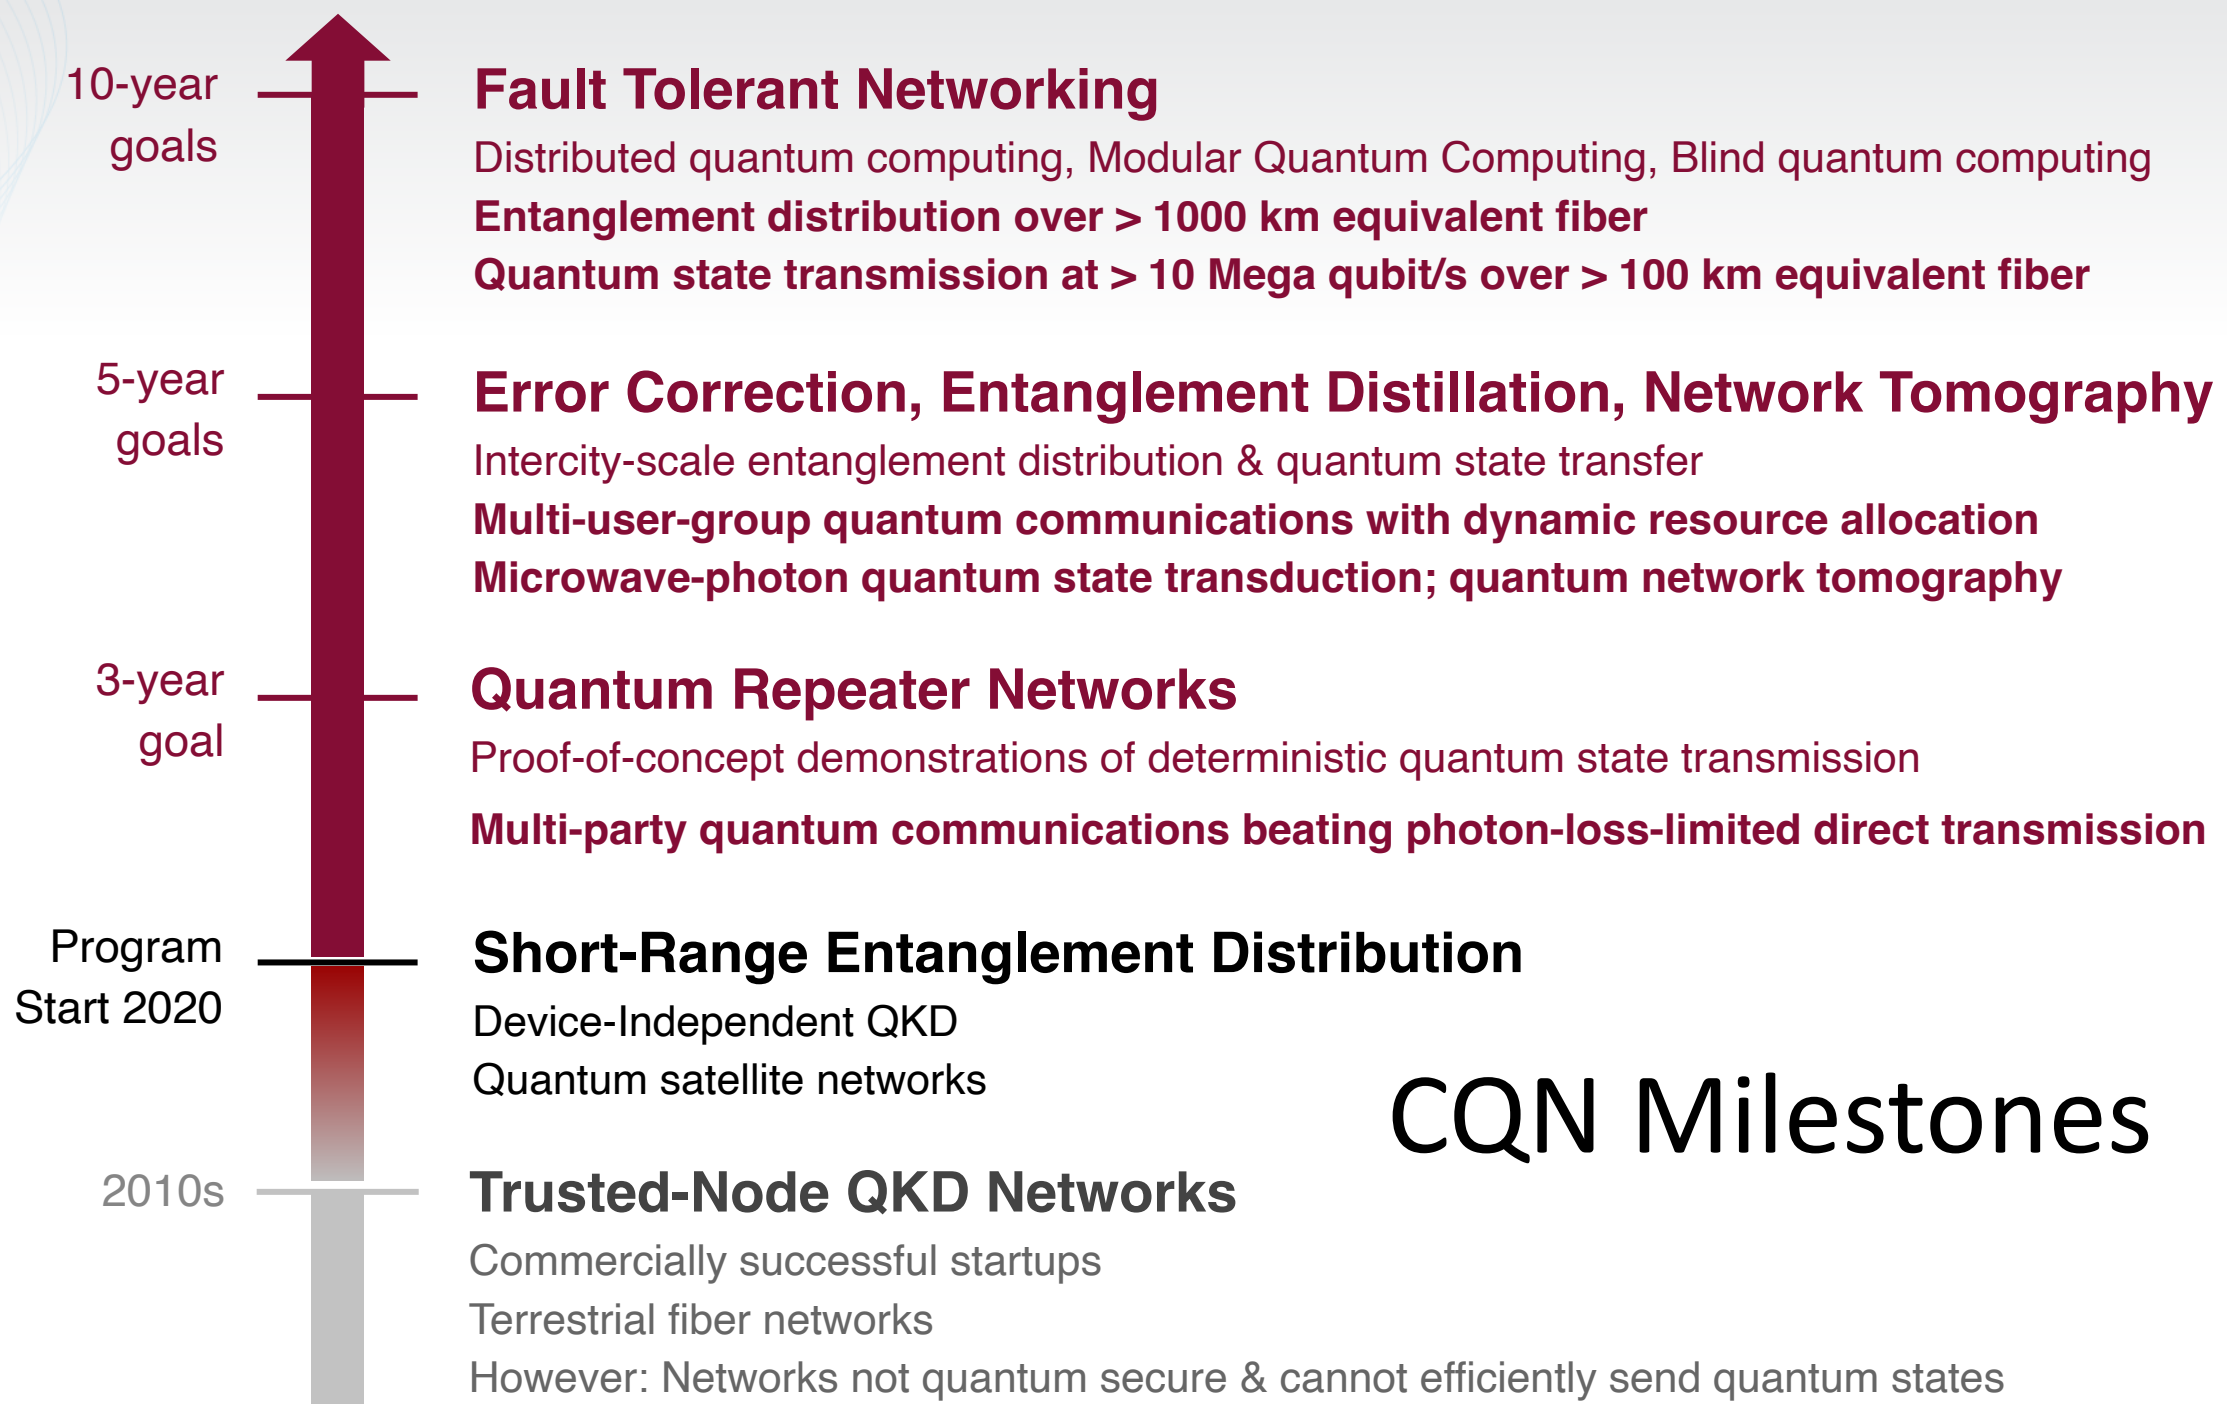 10-year
goals
Fault Tolerant Networking
Distributed quantum computing, Modular Quantum Computing, Blind quantum computing
Entanglement distribution over > 1000 km equivalent fiber
Quantum state transmission at > 10 Mega qubit/s over > 100 km equivalent fiber
5-year
goals
Error Correction, Entanglement Distillation, Network Tomography
Intercity-scale entanglement distribution & quantum state transfer
Multi-user-group quantum communications with dynamic resource allocation
Microwave-photon quantum state transduction; quantum network tomography
3-year
goal
Quantum Repeater Networks
Proof-of-concept demonstrations of deterministic quantum state transmission
Multi-party quantum communications beating photon-loss-limited direct transmission
Program
Start 2020
Short-Range Entanglement Distribution
Device-Independent QKD
Quantum satellite networks
CQN Milestones
2010s
Trusted-Node QKD Networks
Commercially successful startups
Terrestrial fiber networks
However: Networks not quantum secure & cannot efficiently send quantum states